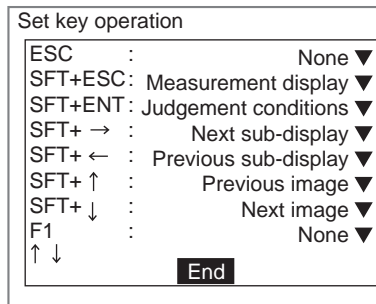 Set key operation
ESC : None ▼
SFT+ESC: Measurement display ▼
SFT+ENT: Judgement conditions ▼
SFT+ → : Next sub-display ▼
SFT+ ← : Previous sub-display ▼
SFT+ ↑ : Previous image ▼
SFT+ ↓ : Next image ▼
F1 : None ▼
↑ ↓
End